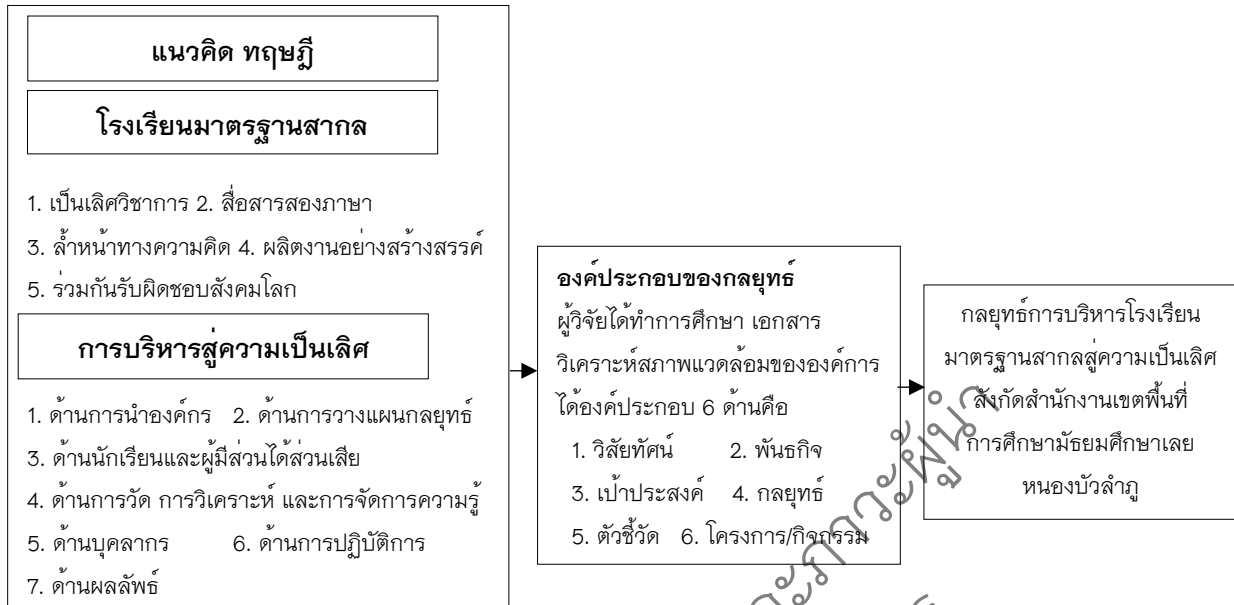 แนวคิด ทฤษฎี
โรงเรียนมาตรฐานสากล
1. เป็นเลิศวิชาการ 2. สื่อสารสองภาษา
3. ล้ำหน้าทางความคิด 4. ผลิตงานอย่างสร้างสรรค์
5. ร่วมกันรับผิดชอบสังคมโลก
การบริหารสู่ความเป็นเลิศ
1. ด้านการนำองค์กร 2. ด้านการวางแผนกลยุทธ์
3. ด้านนักเรียนและผู้มีส่วนได้ส่วนเสีย
4. ด้านการวัด การวิเคราะห์ และการจัดการความรู้
5. ด้านบุคลากร 6. ด้านการปฏิบัติการ
7. ด้านผลลัพธ์
องค์ประกอบของกลยุทธ์
ผู้วิจัยได้ทำการศึกษา เอกสาร
วิเคราะห์สภาพแวดล้อมขององค์การ
ได้องค์ประกอบ 6 ด้านคือ
1. วิสัยทัศน์ 2. พันธกิจ
3. เป้าประสงค์ 4. กลยุทธ์
5. ตัวชี้วัด 6. โครงการ/กิจกรรม
กลยุทธ์การบริหารโรงเรียน
มาตรฐานสากลสู่ความเป็นเลิศ
สังกัดสำนักงานเขตพื้นที่
การศึกษามัธยมศึกษาเลย
หนองบัวลำภู